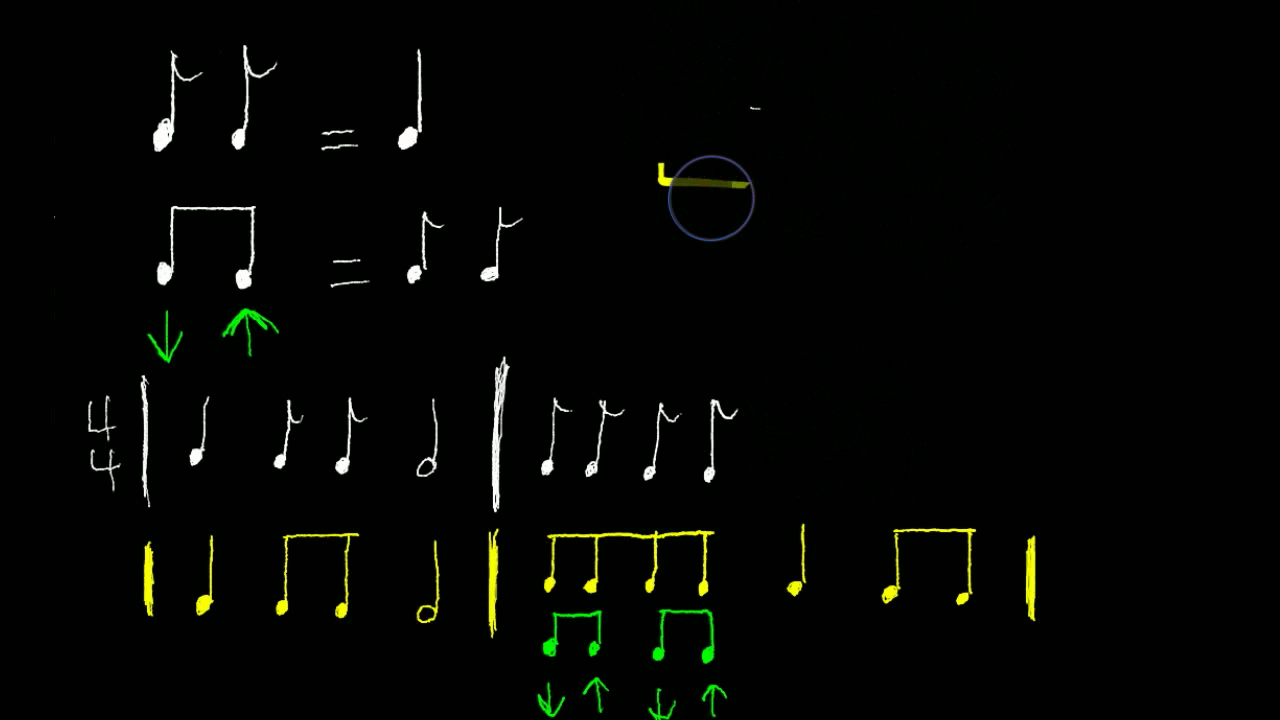 =
=
4
4